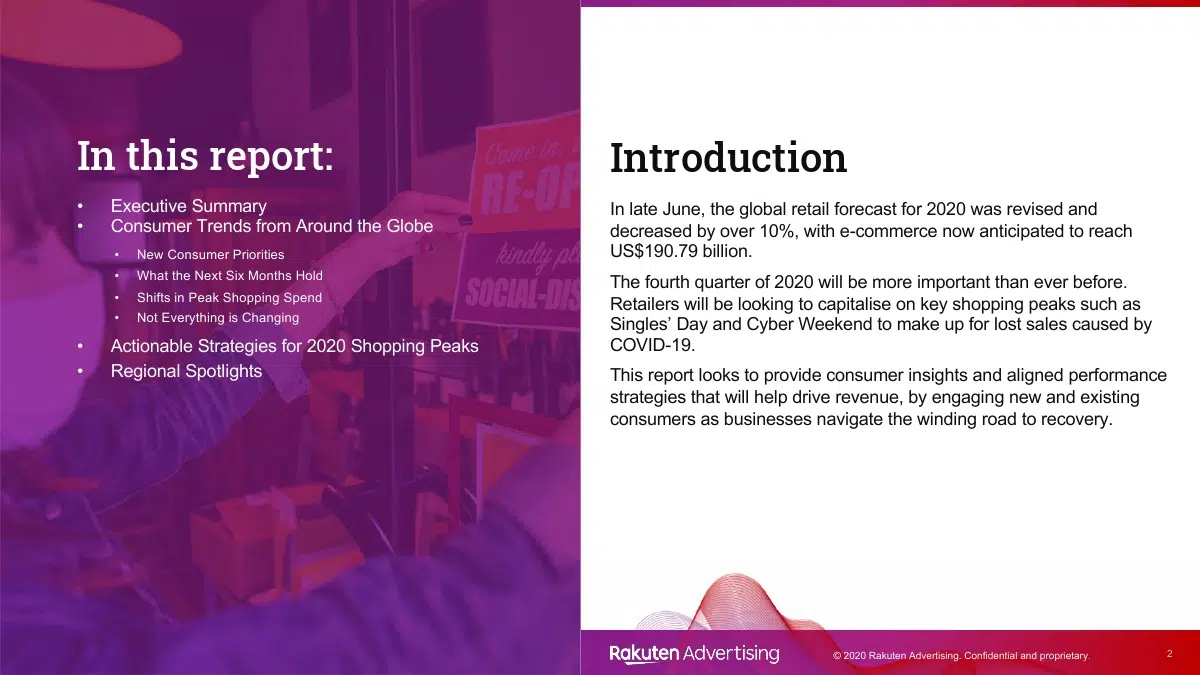 In this report:
• Executive Summary
• Consumer Trends from Around the Globe
• New Consumer Priorities
• What the Next Six Months Hold
• Shifts in Peak Shopping Spend
• Not Everything is Changing
• Actionable Strategies for 2020 Shopping Peaks
• Regional Spotlights
Come in,
RE-OP
kindly
SOCIAL-DIS
Introduction
In late June, the global retail forecast for 2020 was revised and
decreased by over 10%, with e-commerce now anticipated to reach
US$190.79 billion.
The fourth quarter of 2020 will be more important than ever before.
Retailers will be looking to capitalise on key shopping peaks such as
Singles’ Day and Cyber Weekend to make up for lost sales caused by
COVID-19.
This report looks to provide consumer insights and aligned performance
strategies that will help drive revenue, by engaging new and existing
consumers as businesses navigate the winding road to recovery.
Rakuten Advertising
© 2020 Rakuten Advertising. Confidential and proprietary.
2